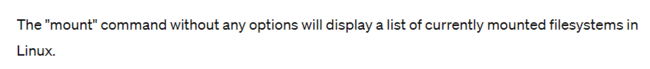 The "mount" command without any options will display a list of currently mounted filesystems in
Linux.